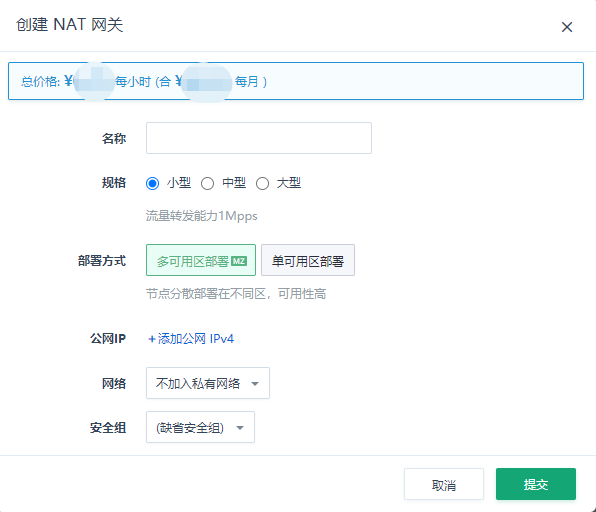 创建 NAT 网关
总价格: ¥ 每小时 (合 ¥ 每月 )
名称
规格 小型 中型 大型
流量转发能力1Mpps
部署方式 多可用区部署 MZ 单可用区部署
节点分散部署在不同区，可用性高
公网IP +添加公网 IPv4
网络 不加入私有网络
安全组 (缺省安全组)
取消 提交